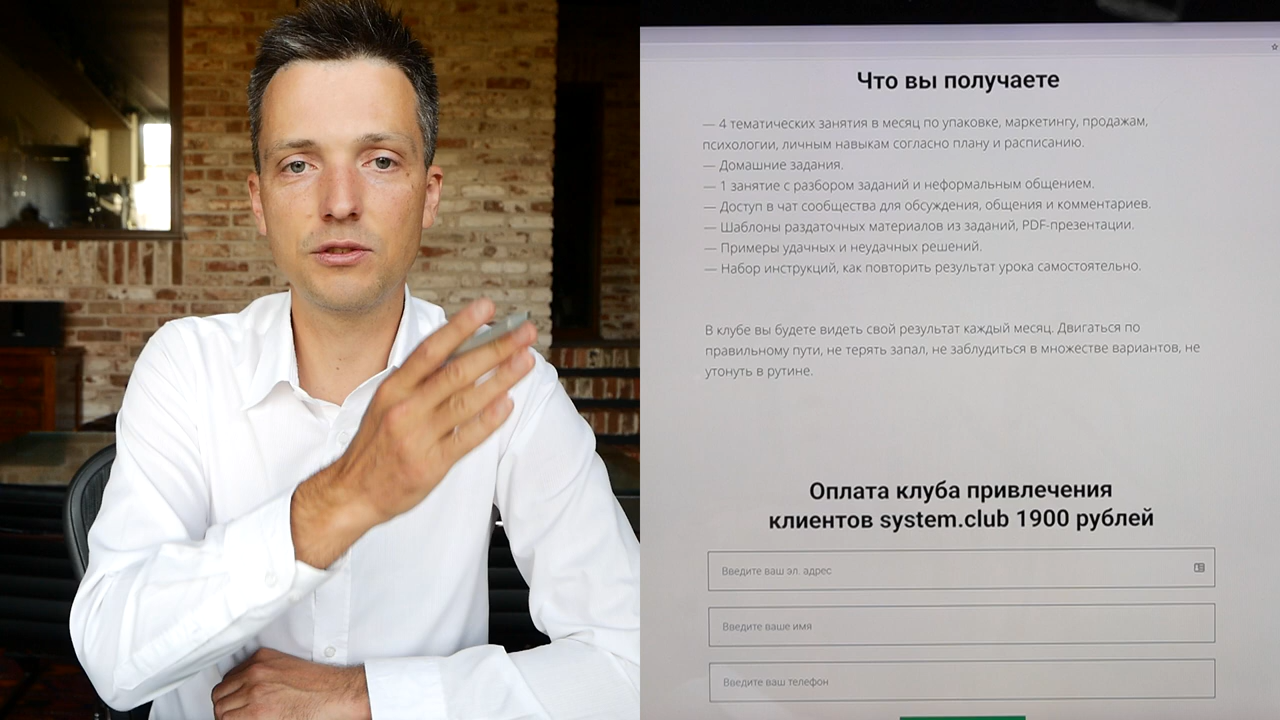 Что вы получаете
— 4 тематических занятия в месяц по упаковке, маркетингу, продажам,
психологии, личным навыкам согласно плану и расписанию.
— Домашние задания.
— 1 занятие с разбором заданий и неформальным общением.
— Доступ в чат сообщества для обсуждения, общения и комментариев.
— Шаблоны раздаточных материалов из заданий, PDF-презентации.
— Примеры удачных и неудачных решений.
— Набор инструкций, как повторить результат урока самостоятельно.
В клубе вы будете видеть свой результат каждый месяц. Двигаться по
правильному пути, не терять запал, не заблудиться в множестве вариантов, не
утонуть в рутине.
Оплата клуба привлечения
клиентов system.club 1900 рублей
Введите ваш эл. адрес
Введите ваше имя
Введите ваш телефон